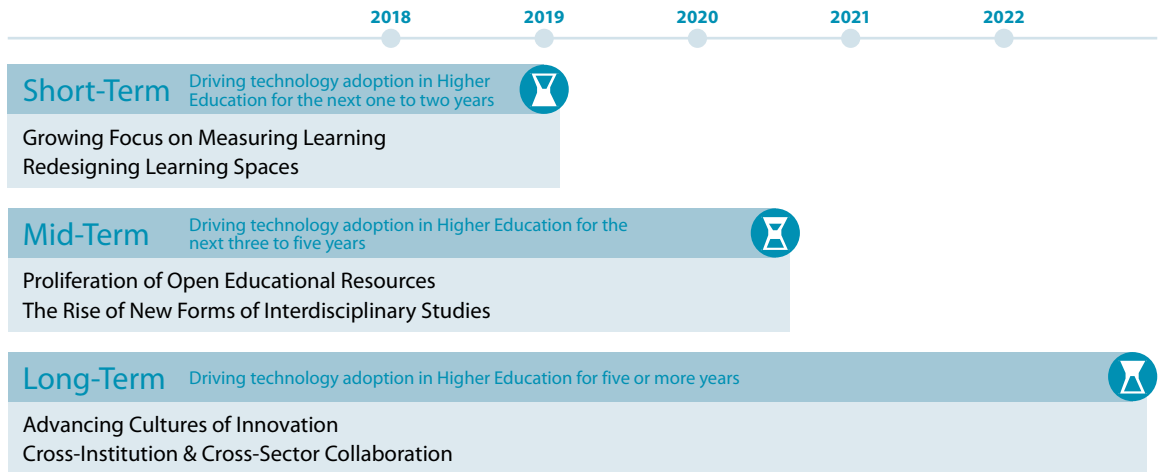 2018 2019 2020 2021 2022
Short-Term
Driving technology adoption in Higher
Education for the next one to two years
Growing Focus on Measuring Learning
Redesigning Learning Spaces
Mid-Term
Driving technology adoption in Higher Education for the
next three to five years
Proliferation of Open Educational Resources
The Rise of New Forms of Interdisciplinary Studies
Long-Term
Driving technology adoption in Higher Education for five or more years
Advancing Cultures of Innovation
Cross-Institution & Cross-Sector Collaboration